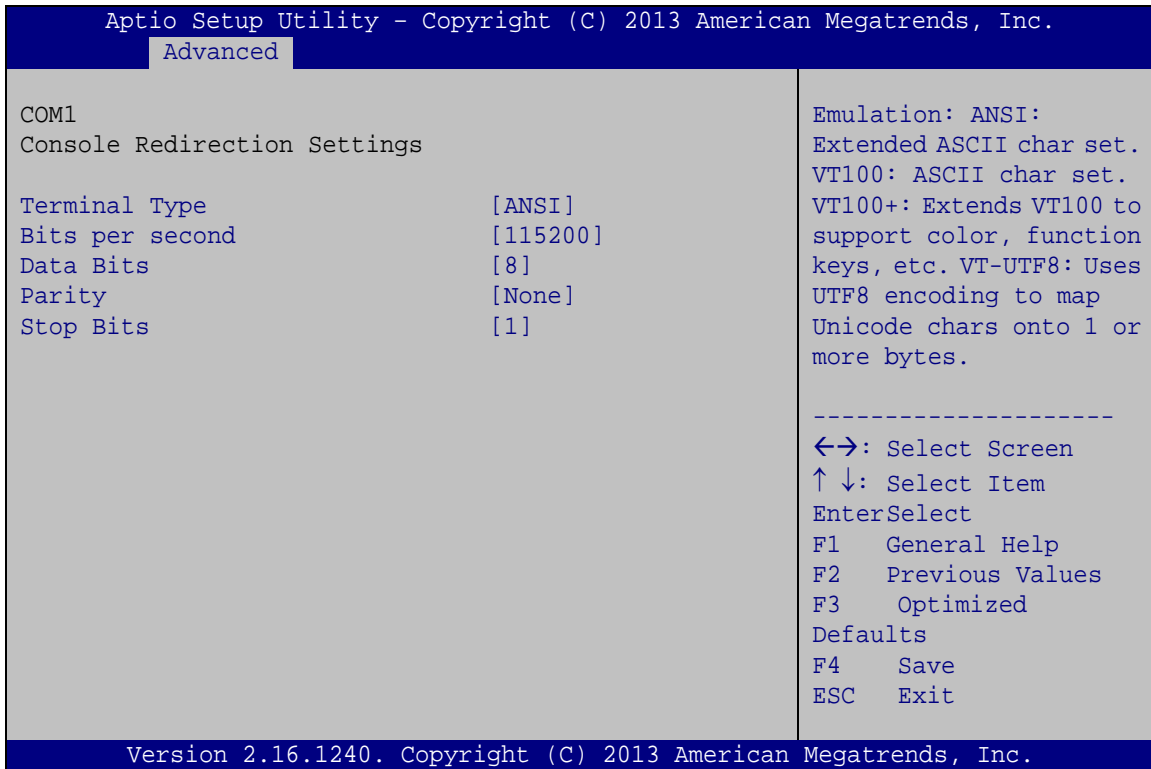 Aptio Setup Utility – Copyright (C) 2013 American Megatrends, Inc.
Advanced
COM1
Console Redirection Settings
Terminal Type [ANSI]
Bits per second [115200]
Data Bits [8]
Parity [None]
Stop Bits [1]
Emulation: ANSI:
Extended ASCII char set.
VT100: ASCII char set.
VT100+: Extends VT100 to
support color, function
keys, etc. VT-UTF8: Uses
UTF8 encoding to map
Unicode chars onto 1 or
more bytes.
---------------------
←→: Select Screen
↑ ↓: Select Item
EnterSelect
F1 General Help
F2 Previous Values
F3 Optimized
Defaults
F4 Save
ESC Exit
Version 2.16.1240. Copyright (C) 2013 American Megatrends, Inc.